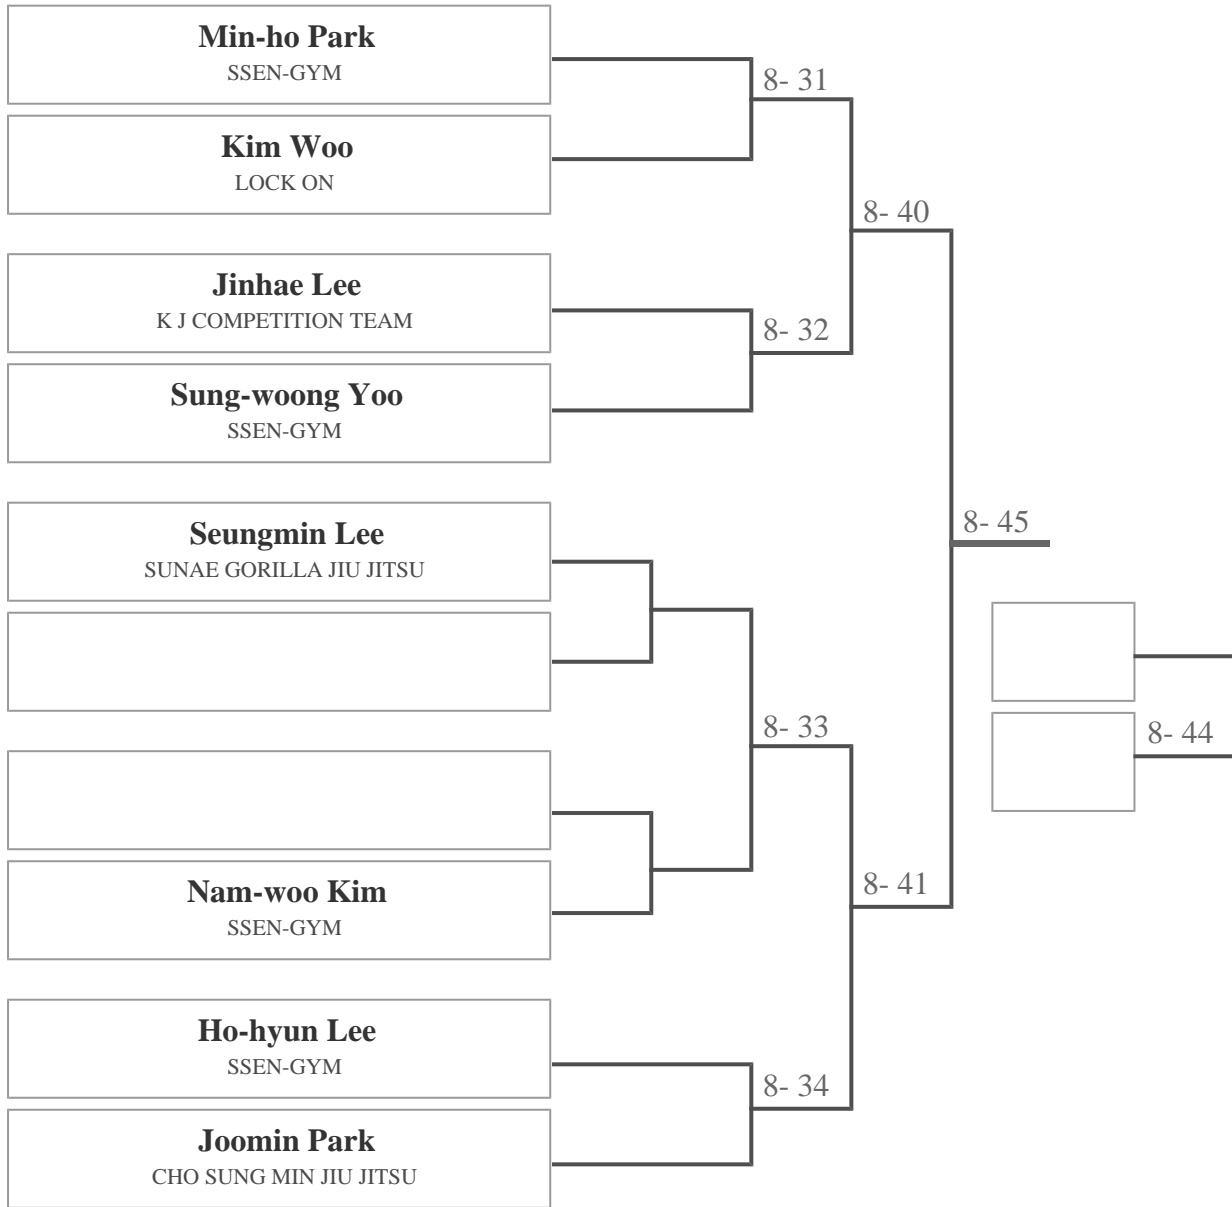 Min-ho Park
SSEN-GYM
8- 31
Kim Woo
LOCK ON
8- 40
Jinhae Lee
K J COMPETITION TEAM
8- 32
Sung-woong Yoo
SSEN-GYM
Seungmin Lee
SUNAE GORILLA JIU JITSU
8- 45
8- 33
8- 44
Nam-woo Kim
SSEN-GYM
8- 41
Ho-hyun Lee
SSEN-GYM
8- 34
Joomin Park
CHO SUNG MIN JIU JITSU